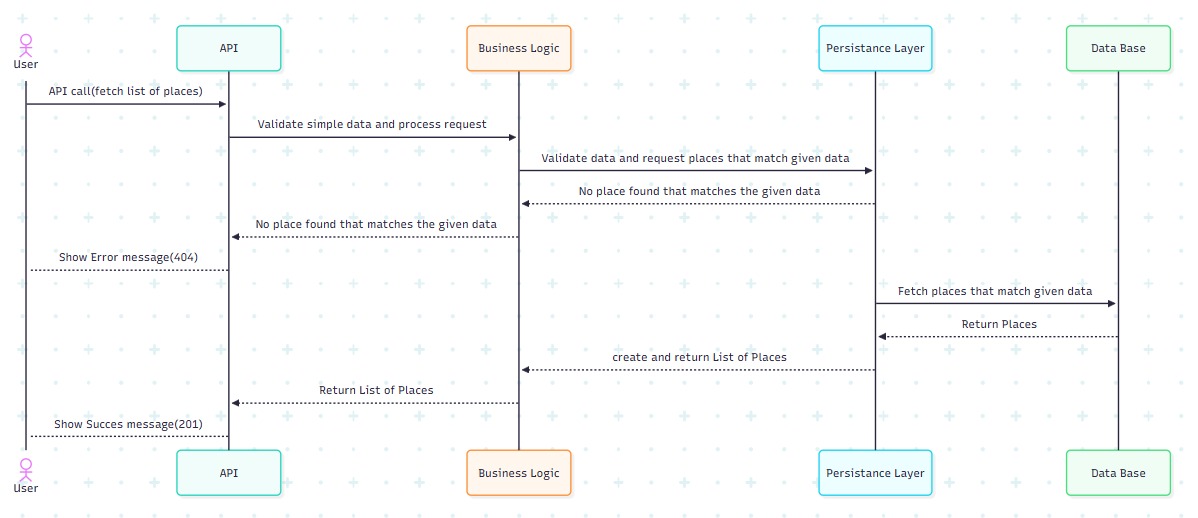 User
API
Business Logic
Persistance Layer
Data Base
API call(fetch list of places)
Validate simple data and process request
Validate data and request places that match given data
No place found that matches the given data
No place found that matches the given data
Show Error message(404)
Fetch places that match given data
Return Places
create and return List of Places
Return List of Places
Show Succes message(201)
User
API
Business Logic
Persistance Layer
Data Base